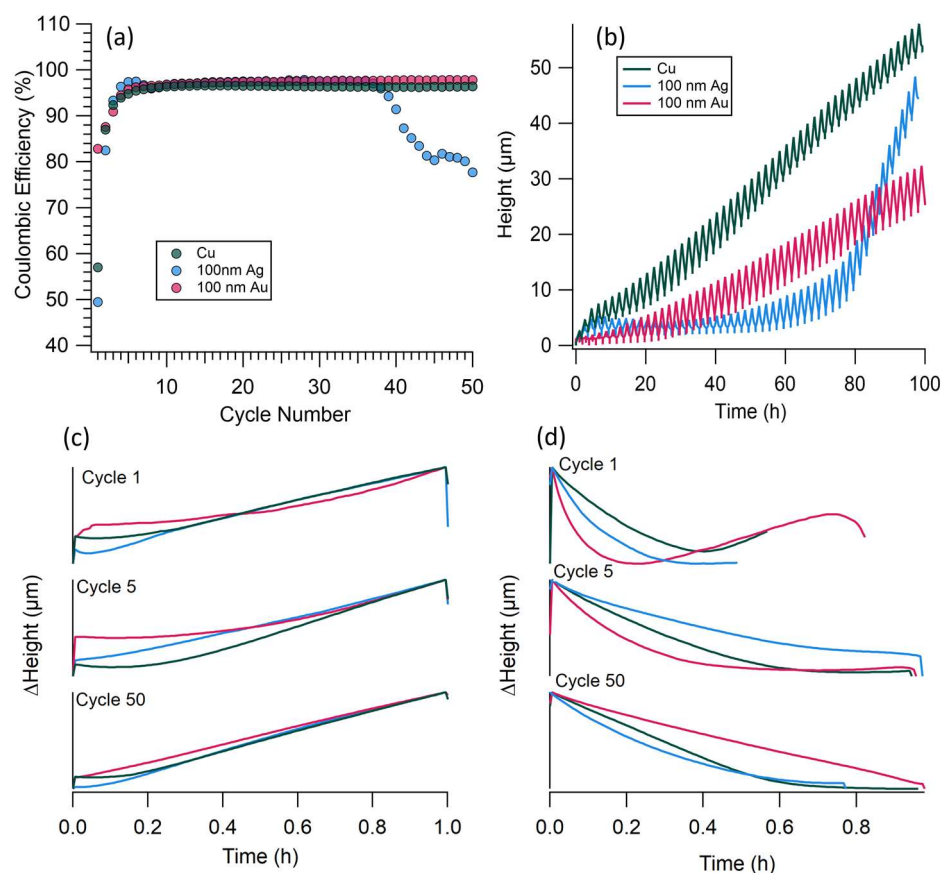 (a)
Coulombic Efficiency (%)
110
100
90
80
70
60
50
40
Cu
100nm Ag
100 nm Au
10
20
30
40
50
Cycle Number
(b)
Height (μm)
50
40
30
20
10
0
Cu
100 nm Ag
100 nm Au
0
20
40
60
80
100
Time (h)
(c)
ΔHeight (μm)
Cycle 1
Cycle 5
Cycle 50
0.0
0.2
0.4
0.6
0.8
1.0
Time (h)
(d)
ΔHeight (μm)
Cycle 1
Cycle 5
Cycle 50
0.0
0.2
0.4
0.6
0.8
Time (h)